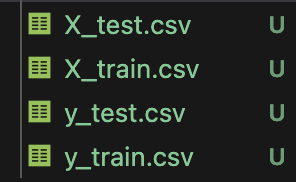 X_test.csv U
X_train.csv U
y_test.csv U
y_train.csv U